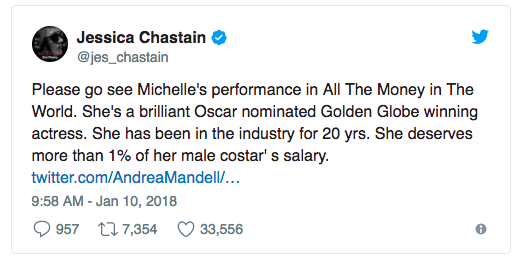 Jessica Chastain
@jes_chastain
Please go see Michelle's performance in All The Money in The
World. She's a brilliant Oscar nominated Golden Globe winning
actress. She has been in the industry for 20 yrs. She deserves
more than 1% of her male costar' s salary.
twitter.com/AndreaMandell/…
9:58 AM - Jan 10, 2018
957 7,354 33,556